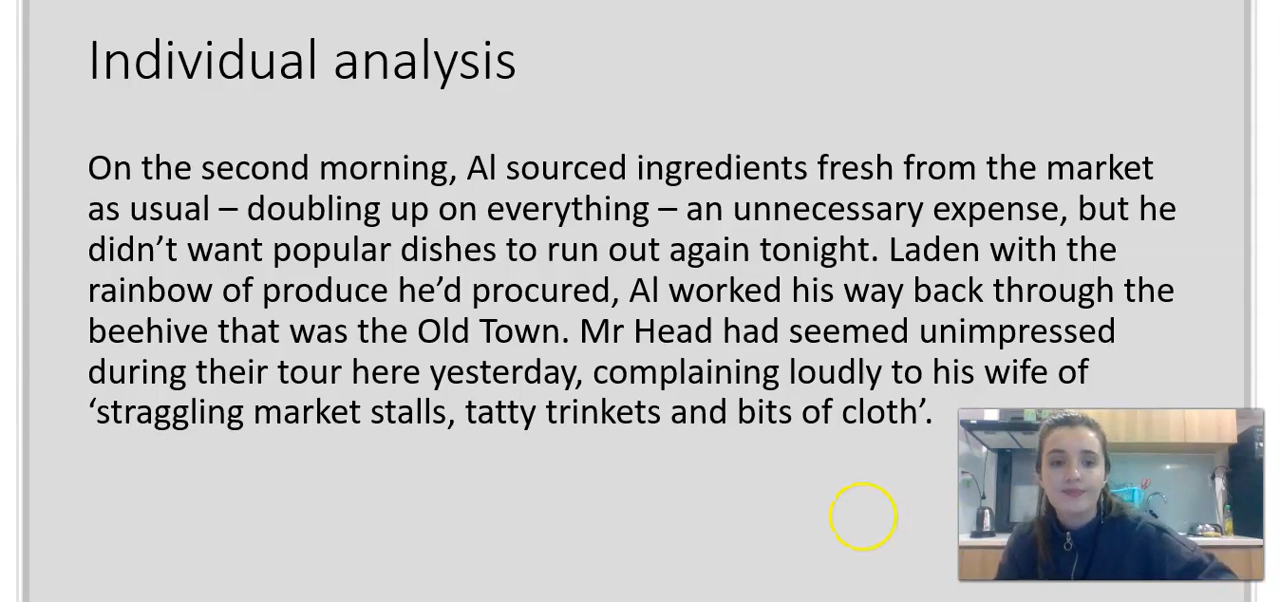 Individual analysis
On the second morning, Al sourced ingredients fresh from the market
as usual – doubling up on everything – an unnecessary expense, but he
didn’t want popular dishes to run out again tonight. Laden with the
rainbow of produce he’d procured, Al worked his way back through the
beehive that was the Old Town. Mr Head had seemed unimpressed
during their tour here yesterday, complaining loudly to his wife of
‘straggling market stalls, tatty trinkets and bits of cloth’.